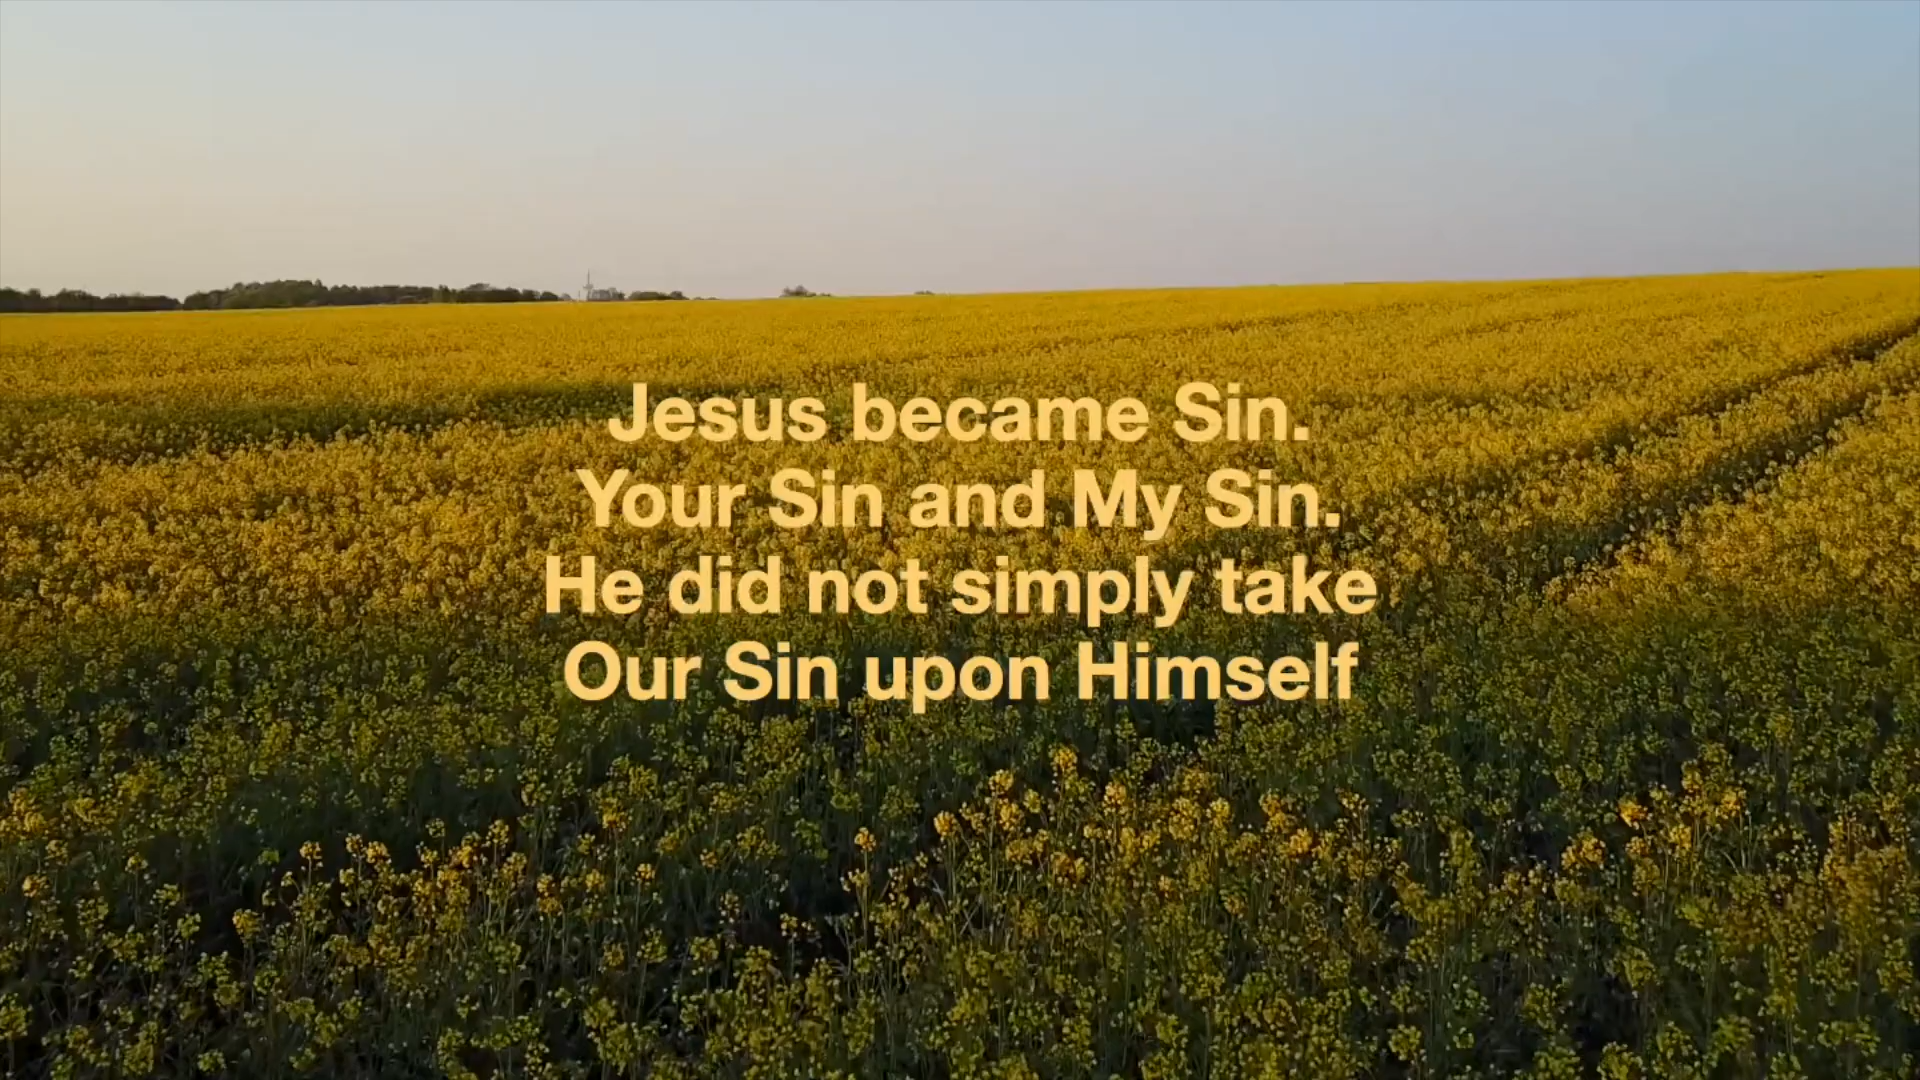 Jesus became Sin.
Your Sin and My Sin.
He did not simply take
Our Sin upon Himself